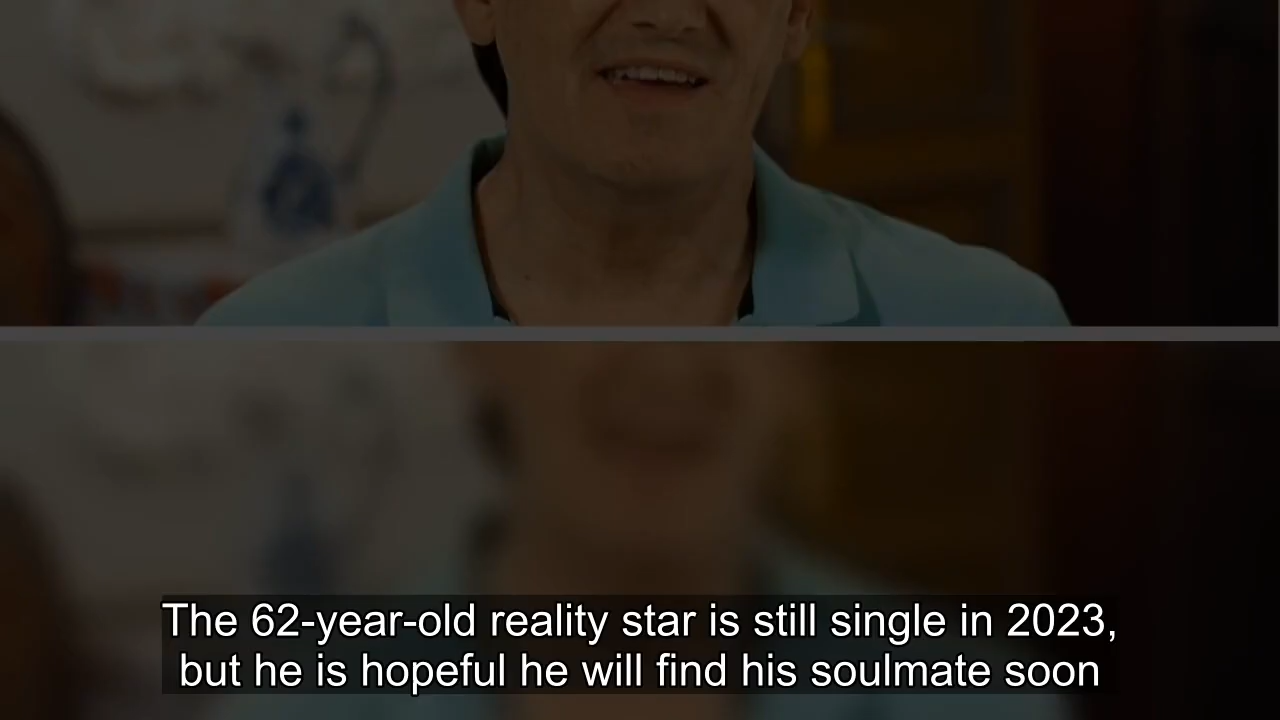 The 62-year-old reality star is still single in 2023,
but he is hopeful he will find his soulmate soon